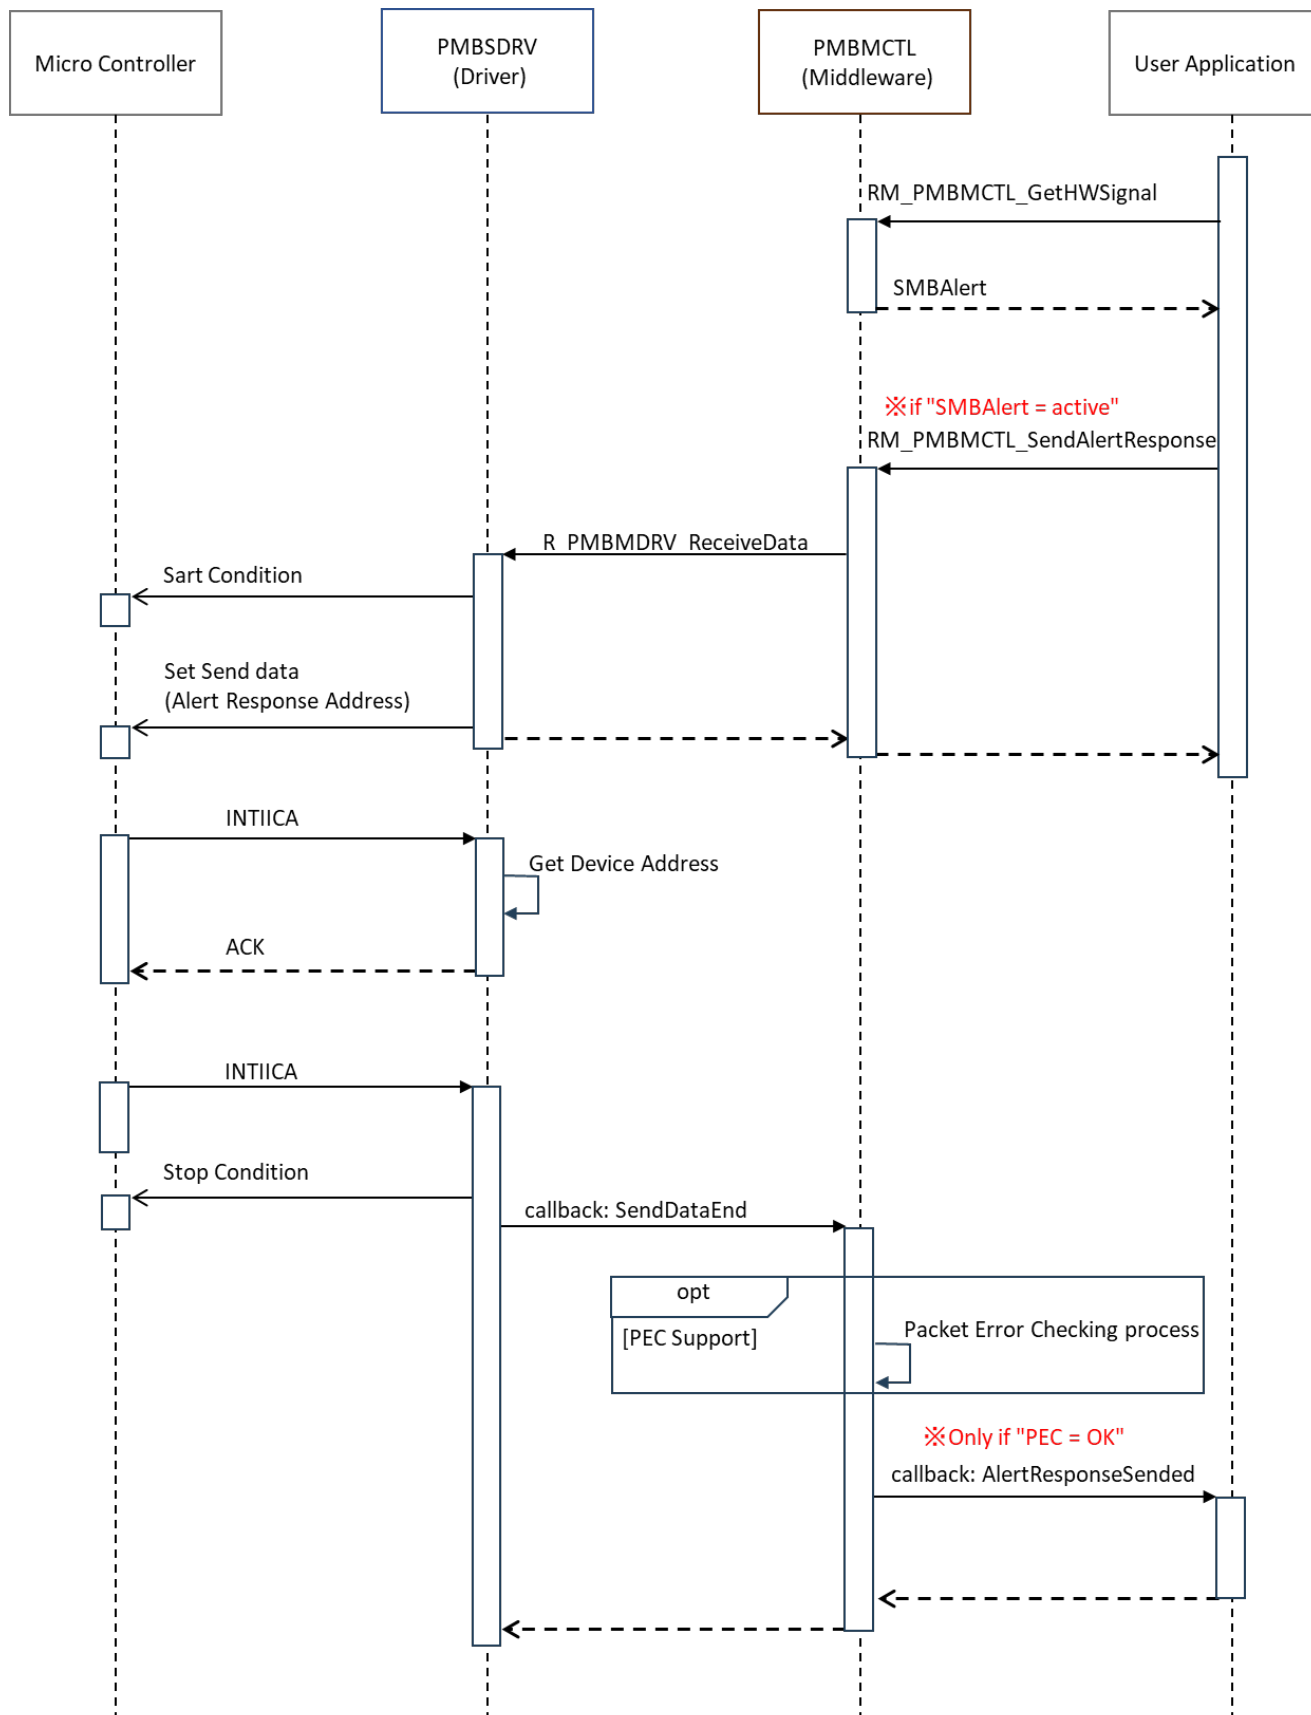 Micro Controller
PMBSDRV
(Driver)
PMBMCTL
(Middleware)
User Application
RM_PMBMCTL_GetHWSignal
SMBAlert
※if "SMBAlert = active"
RM_PMBMCTL_SendAlertResponse
R_PMBMDRV_ReceiveData
Sart Condition
Set Send data
(Alert Response Address)
INTIICA
Get Device Address
ACK
INTIICA
Stop Condition
callback: SendDataEnd
opt
[PEC Support]
Packet Error Checking process
※Only if "PEC = OK"
callback: AlertResponseSended